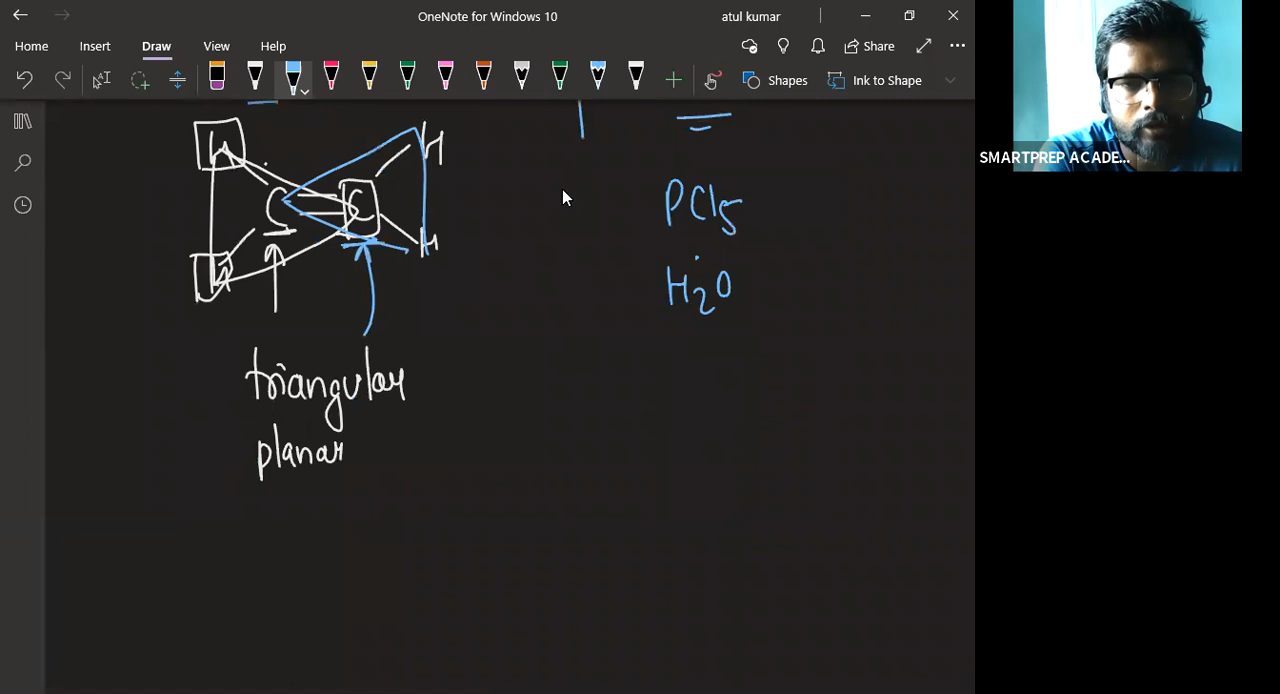 OneNote for Windows 10
atul kumar
Home Insert Draw View Help
Share
Shapes
Ink to Shape
SMARTPREP ACADE...
H H
C C
H H
PCl5
H2O
triangular
planar